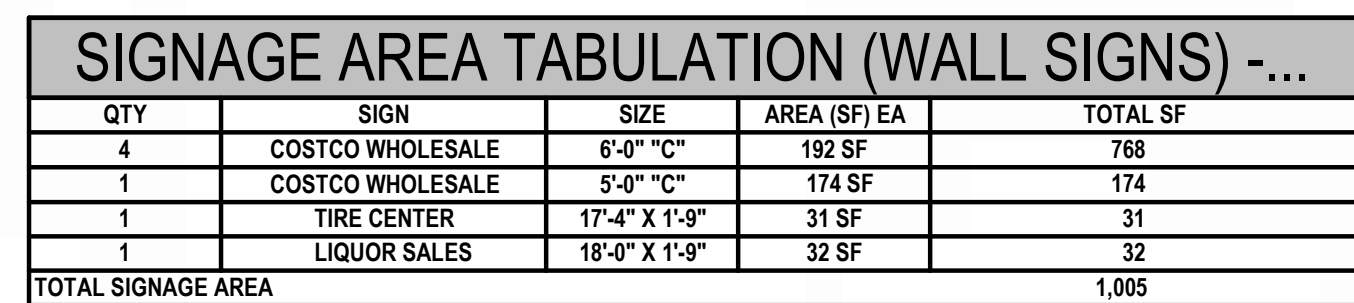 SIGNAGE AREA TABULATION (WALL SIGNS) -...
QTY SIGN SIZE AREA (SF) EA TOTAL SF
4 COSTCO WHOLESALE 6'-0" "C" 192 SF 768
1 COSTCO WHOLESALE 5'-0" "C" 174 SF 174
1 TIRE CENTER 17'-4" X 1'-9" 31 SF 31
1 LIQUOR SALES 18'-0" X 1'-9" 32 SF 32
TOTAL SIGNAGE AREA 1,005